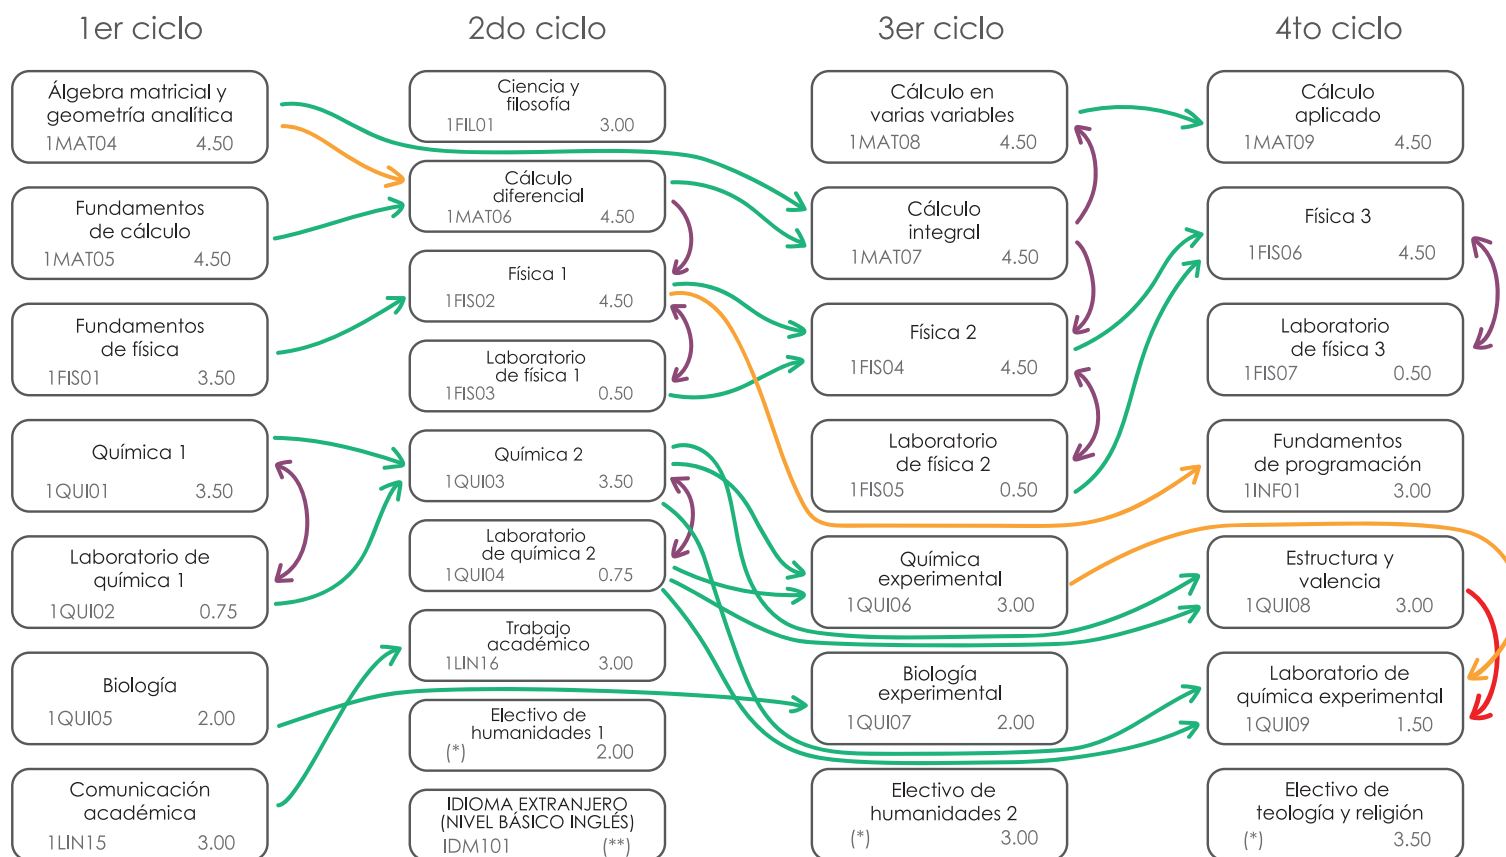 1er ciclo
2do ciclo
3er ciclo
4to ciclo
Álgebra matricial y
geometría analítica
1MAT04 4.50
Fundamentos
de cálculo
1MAT05 4.50
Fundamentos
de física
1FIS01 3.50
Química 1
1QUI01 3.50
Laboratorio de
química 1
1QUI02 0.75
Biología
1QUI05 2.00
Comunicación
académica
1LIN15 3.00
Ciencia y
filosofía
1FIL01 3.00
Cálculo
diferencial
1MAT06 4.50
Física 1
1FIS02 4.50
Laboratorio
de física 1
1FIS03 0.50
Química 2
1QUI03 3.50
Laboratorio
de química 2
1QUI04 0.75
Trabajo
académico
1LIN16 3.00
Electivo de
humanidades 1
(*) 2.00
IDIOMA EXTRANJERO
(NIVEL BÁSICO INGLÉS)
IDM101 (**)
Cálculo en
varias variables
1MAT08 4.50
Cálculo
integral
1MAT07 4.50
Física 2
1FIS04 4.50
Laboratorio
de física 2
1FIS05 0.50
Química
experimental
1QUI06 3.00
Biología
experimental
1QUI07 2.00
Electivo de
humanidades 2
(*) 3.00
Cálculo
aplicado
1MAT09 4.50
Física 3
1FIS06 4.50
Laboratorio
de física 3
1FIS07 0.50
Fundamentos
de programación
1INF01 3.00
Estructura y
valencia
1QUI08 3.00
Laboratorio de
química experimental
1QUI09 1.50
Electivo de
teología y religión
(*) 3.50